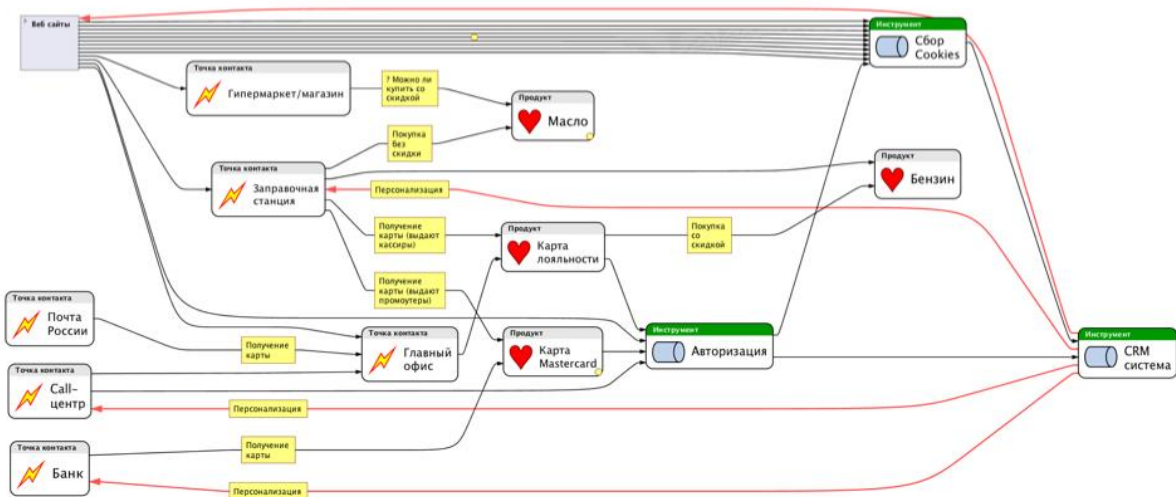 Веб сайты
Инструмент
Сбор
Cookies
Точка контакта
Гипермаркет/магазин
? Можно ли
купить со
скидкой
Продукт
Масло
Покупка
без
скидки
Точка контакта
Заправочная
станция
Персонализация
Продукт
Бензин
Получение
карты (выдают
кассиры)
Продукт
Карта
лояльности
Покупка
со
скидкой
Получение
карты (выдают
промоутеры)
Точка контакта
Почта
России
Получение
карты
Точка контакта
Главный
офис
Продукт
Карта
Mastercard
Инструмент
Авторизация
Инструмент
CRM
система
Точка контакта
Call-
центр
Персонализация
Точка контакта
Банк
Получение
карты
Персонализация